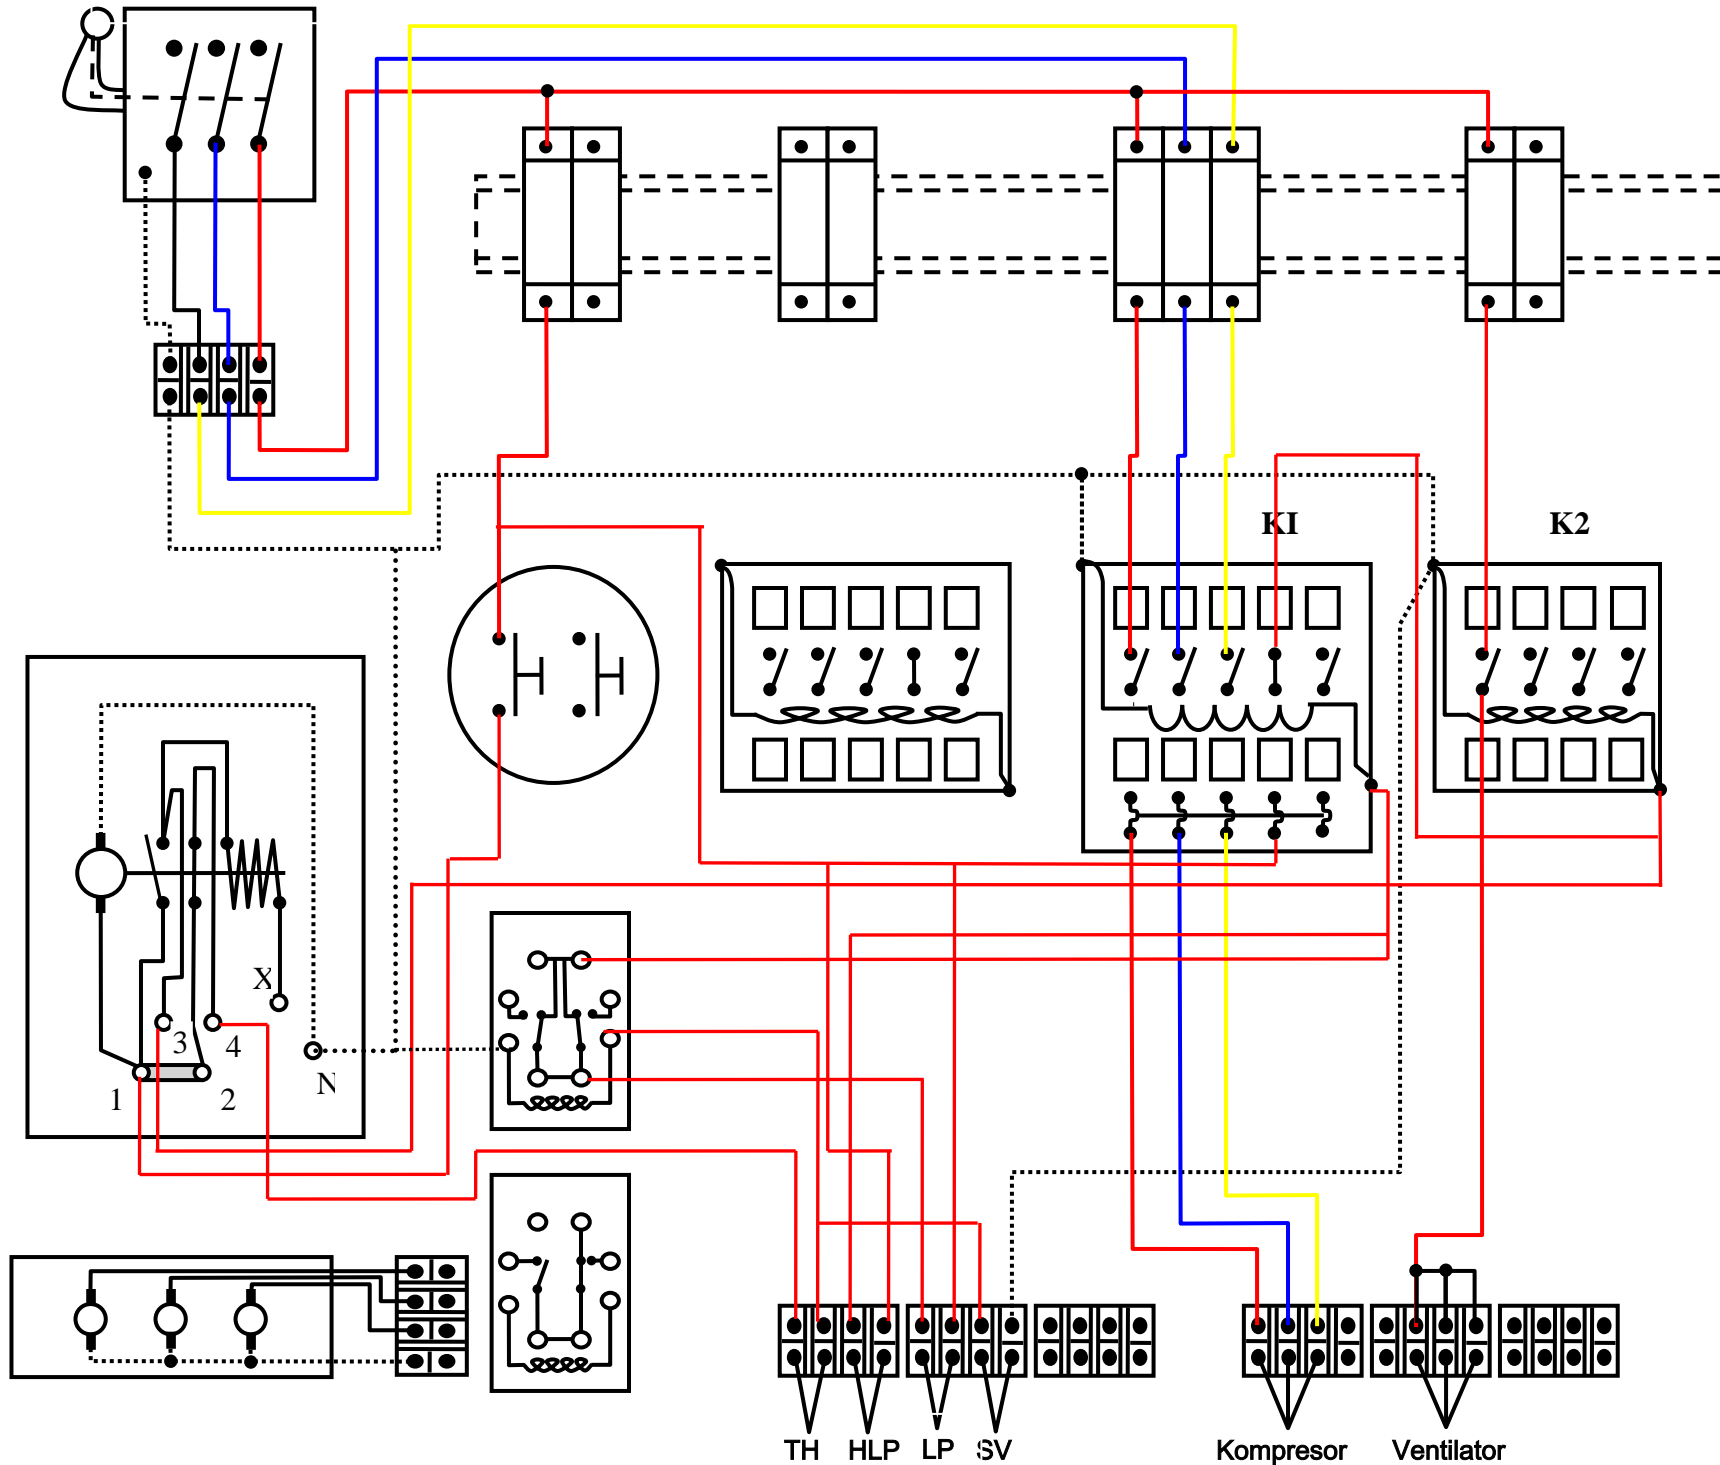 KI
K2
X
3
4
1
2
N
TH
HLP
LP
SV
Kompresor
Ventilator